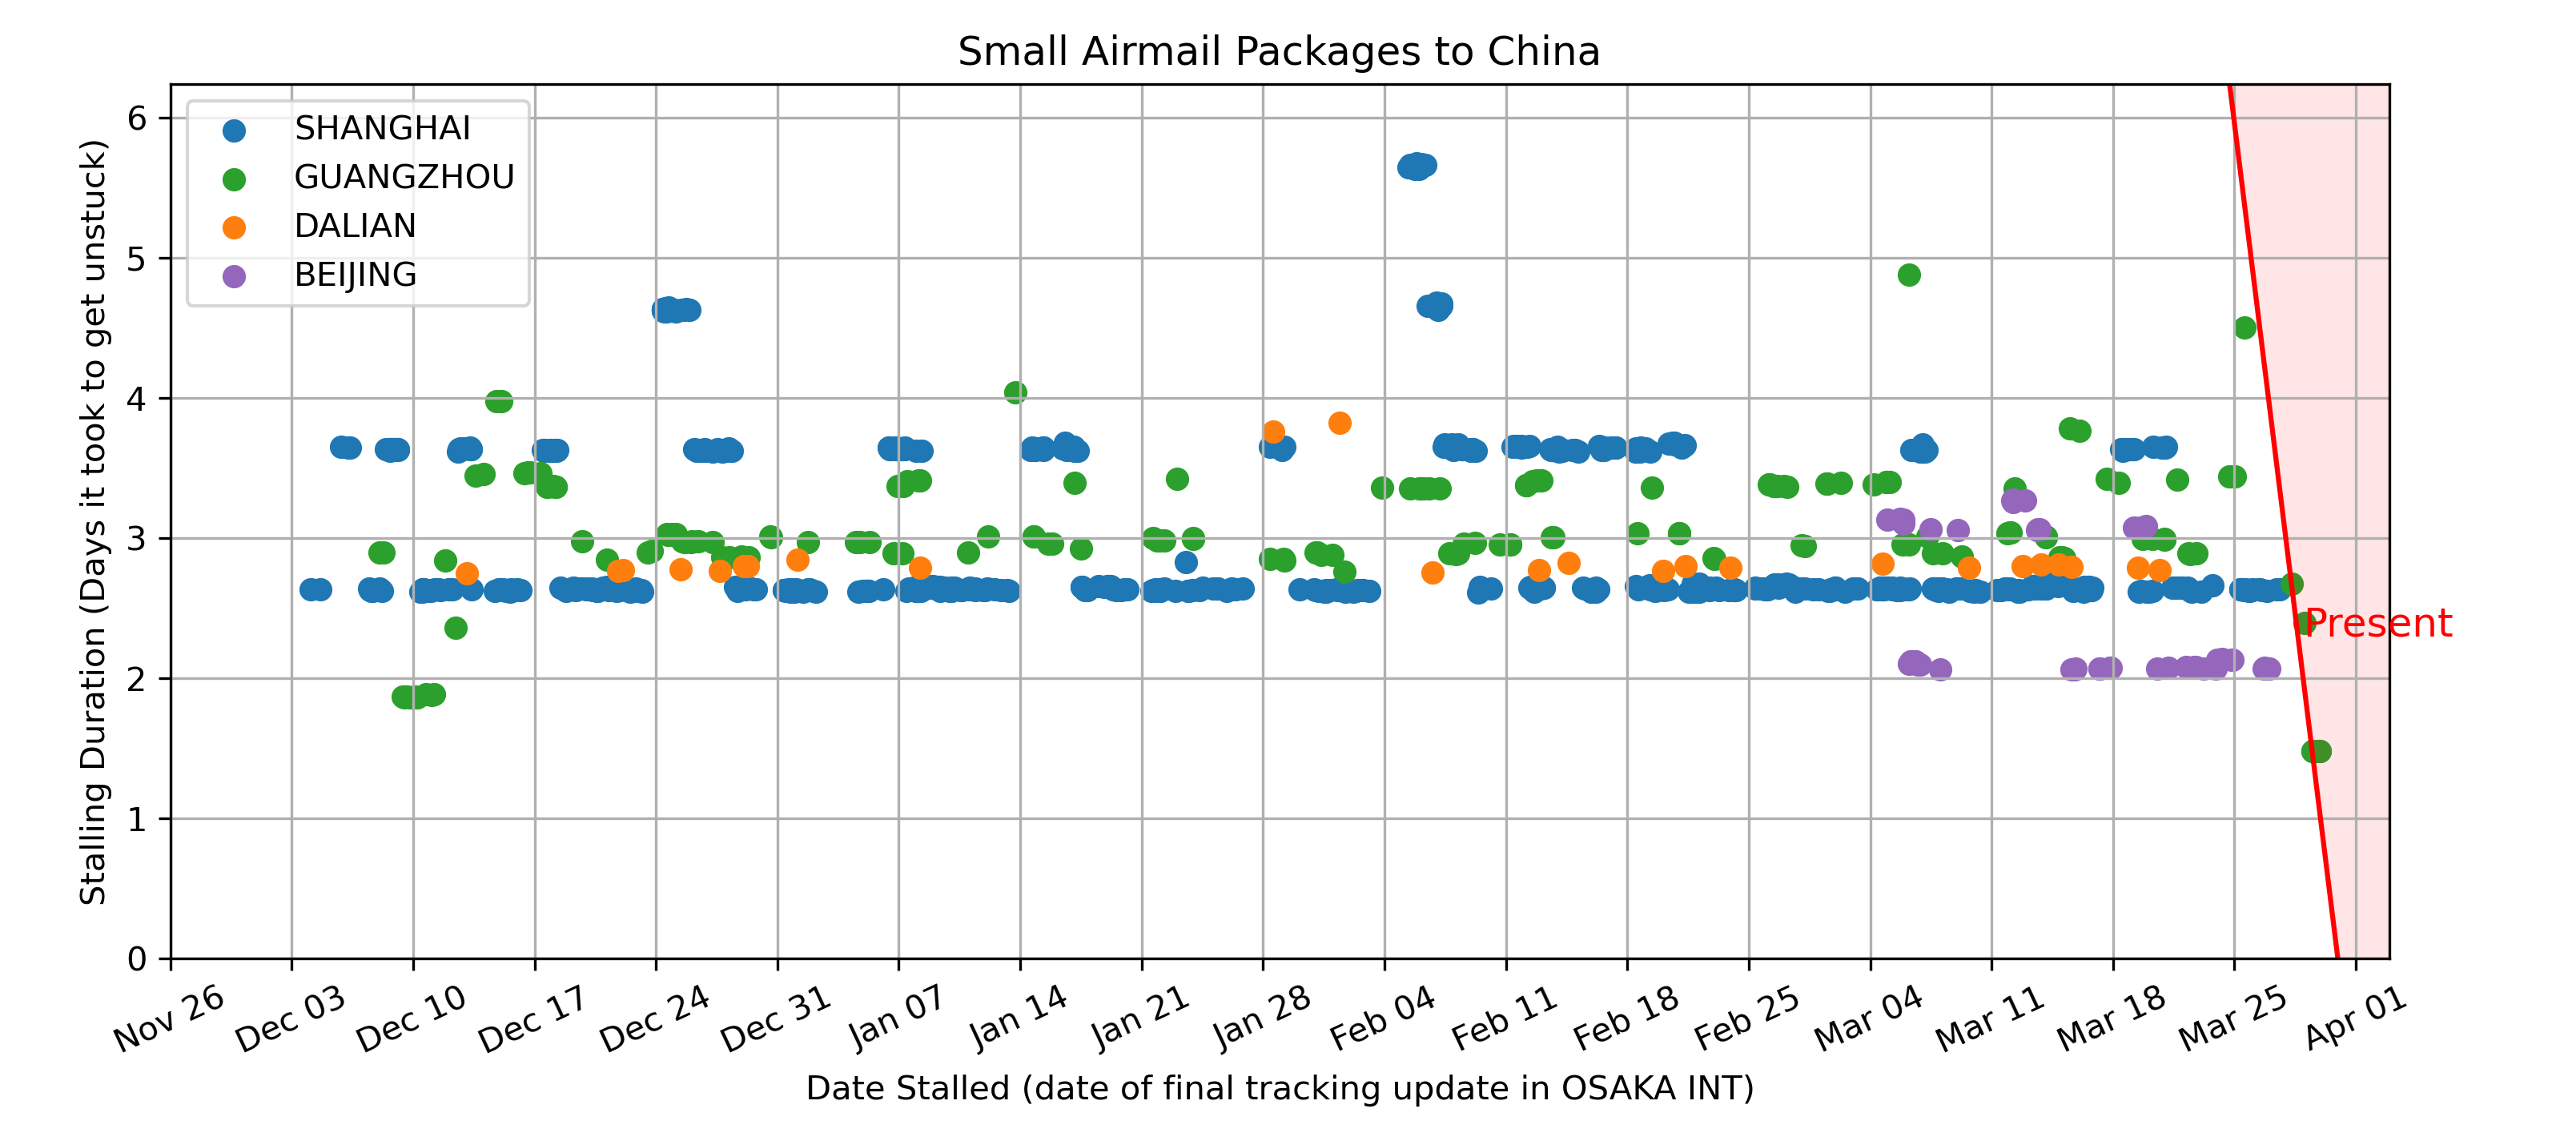 Small Airmail Packages to China
SHANGHAI
GUANGZHOU
DALIAN
BEIJING
Stalling Duration (Days it took to get unstuck)
6
5
4
3
2
1
0
Present
Nov 26
Dec 03
Dec 10
Dec 17
Dec 24
Dec 31
Jan 07
Jan 14
Jan 21
Jan 28
Feb 04
Feb 11
Feb 18
Feb 25
Mar 04
Mar 11
Mar 18
Mar 25
Apr 01
Date Stalled (date of final tracking update in OSAKA INT)